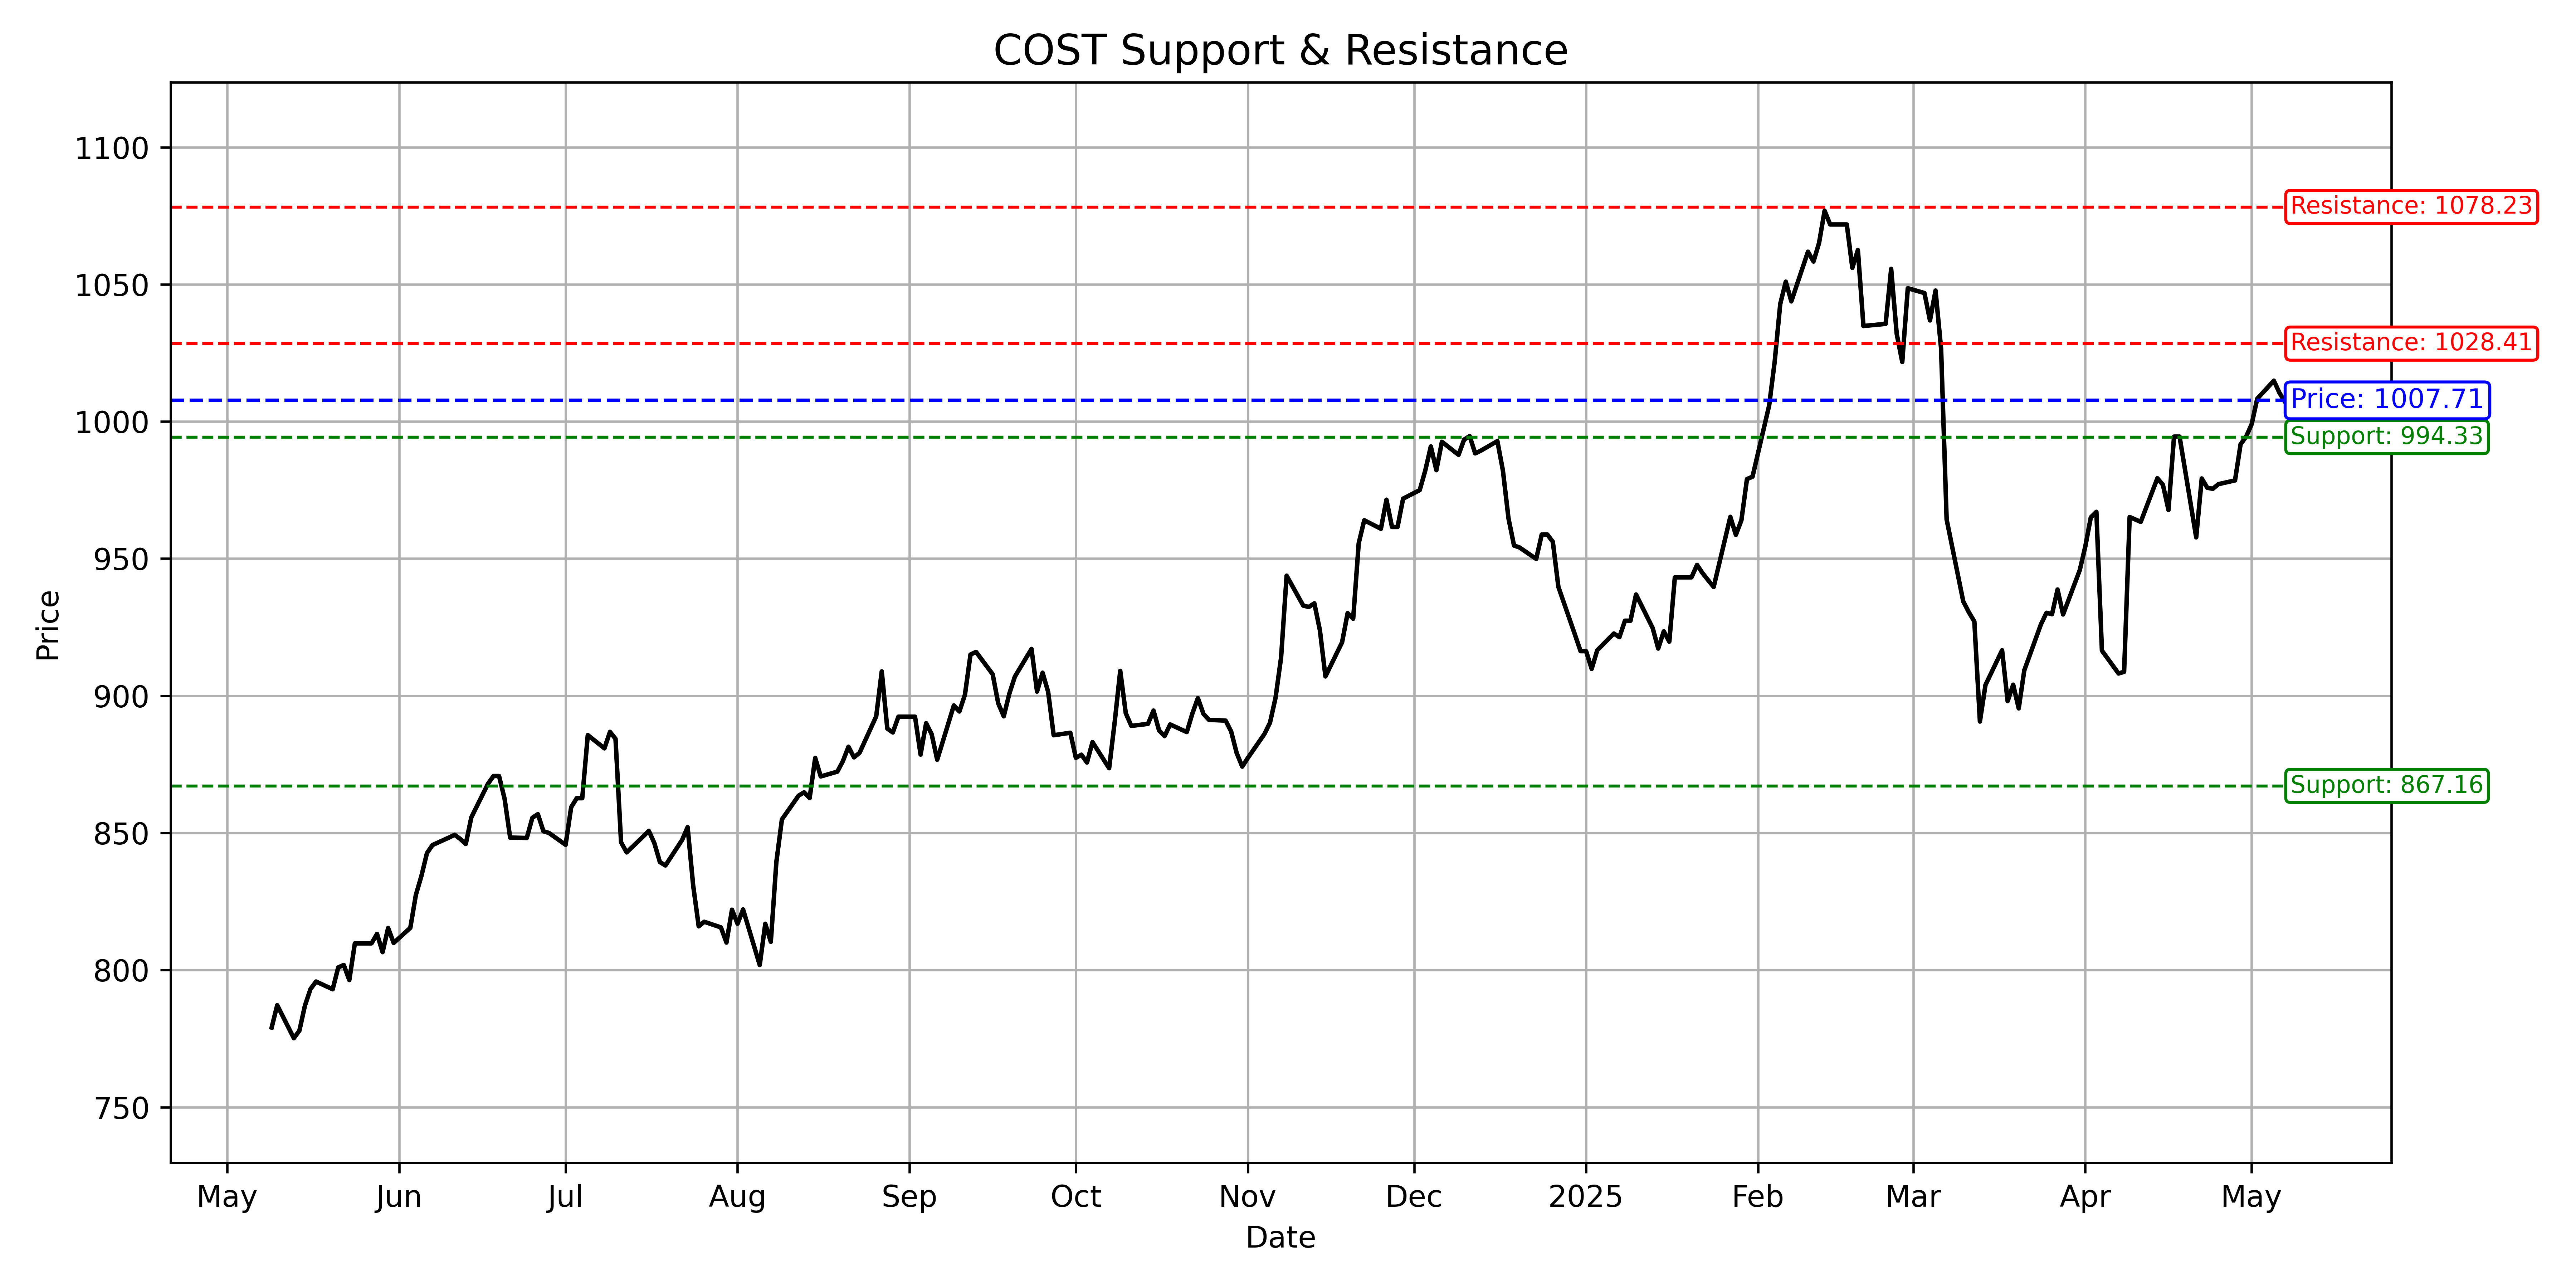 COST Support & Resistance
1100
1050
1000
950
900
850
800
750
Price
Resistance: 1078.23
Resistance: 1028.41
Price: 1007.71
Support: 994.33
Support: 867.16
May Jun Jul Aug Sep Oct Nov Dec 2025 Feb Mar Apr May
Date